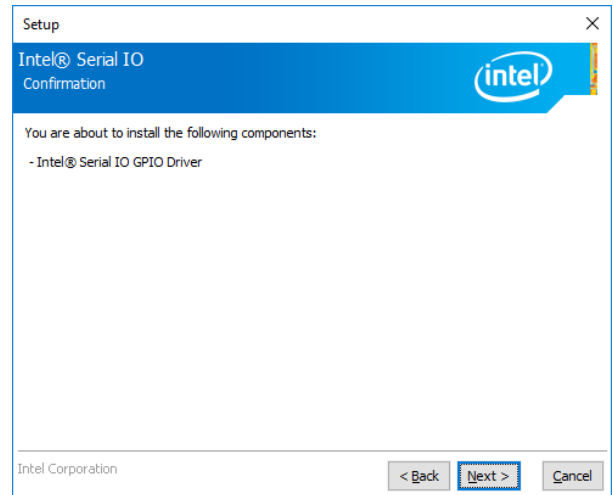 Setup
Intel® Serial IO
Confirmation
intel
You are about to install the following components:
- Intel® Serial IO GPIO Driver
Intel Corporation
< Back
Next >
Cancel